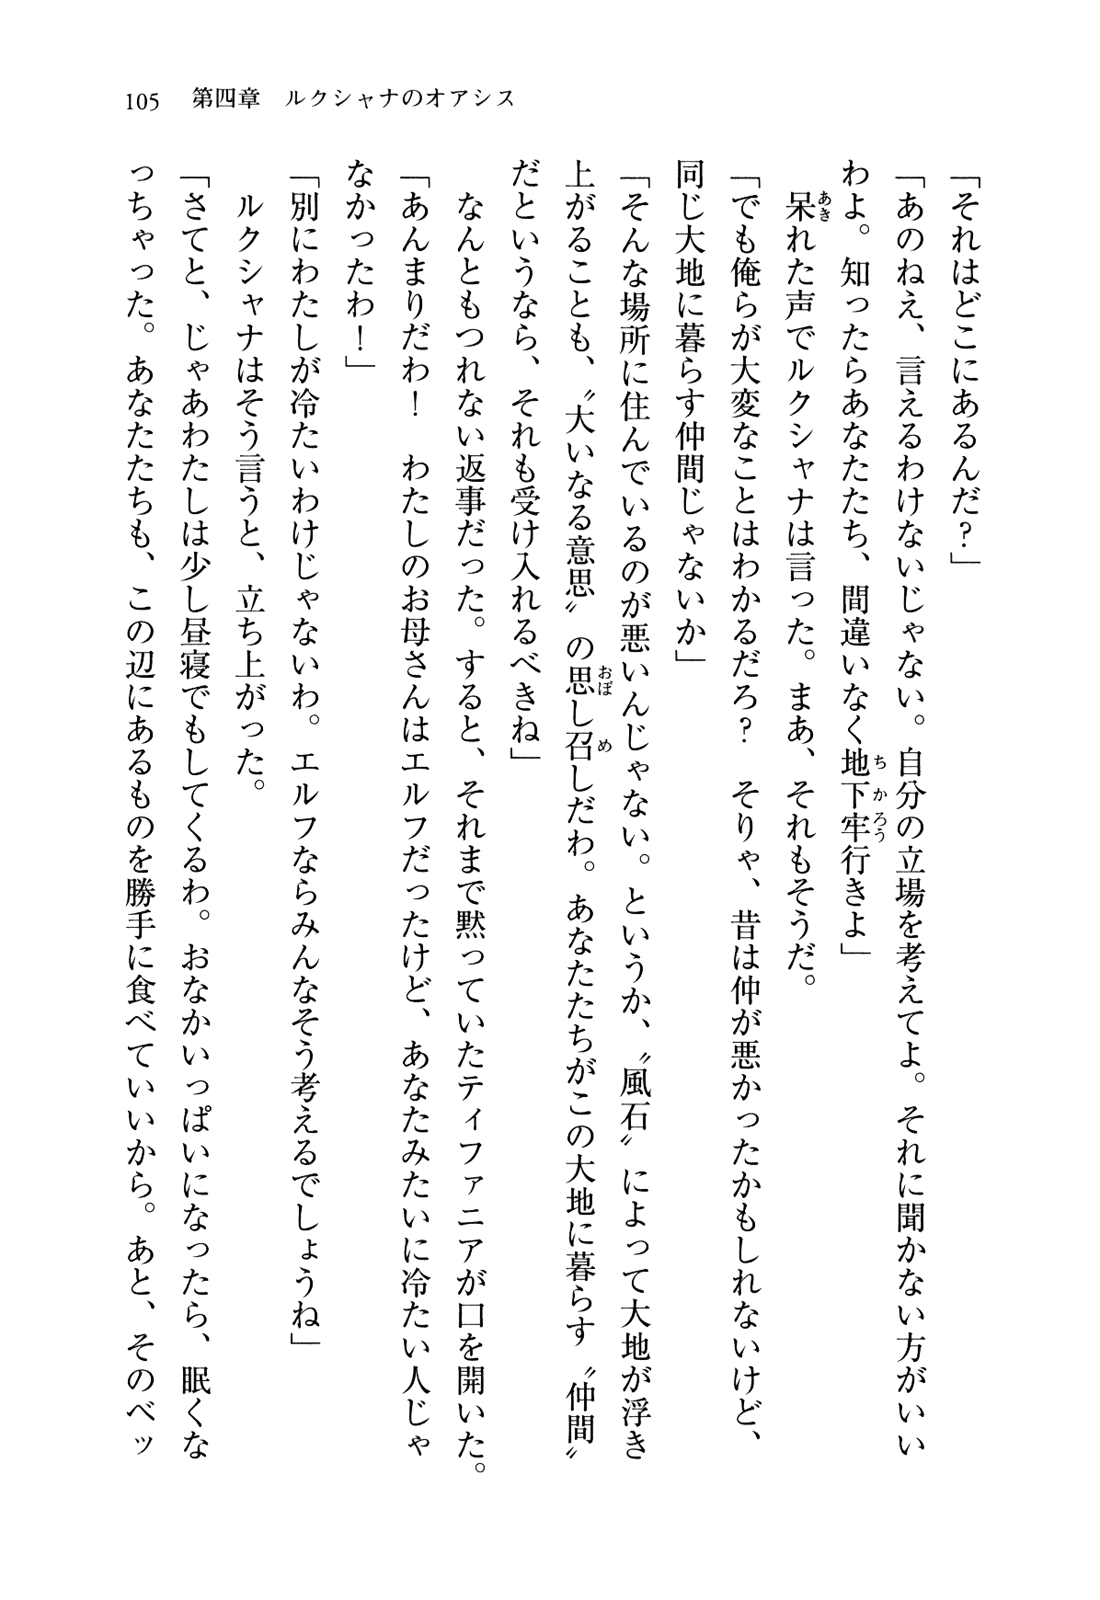 105　第四章　ルクシャナのオアシス
「それはどこにあるんだ？」
「あのねえ、言えるわけないじゃない。自分の立場を考えてよ。それに聞かない方がいい
わよ。知ったらあなたたち、間違いなく地下牢行きよ」
　呆れた声でルクシャナは言った。まあ、それもそうだ。
「でも俺らが大変なことはわかるだろ？　そりゃ、昔は仲が悪かったかもしれないけど、
同じ大地に暮らす仲間じゃないか」
「そんな場所に住んでいるのが悪いんじゃない。というか、〝風石〟によって大地が浮き
上がることも、〝大いなる意思〟の思し召しだわ。あなたたちがこの大地に暮らす〝仲間〟
だというなら、それも受け入れるべきね」
　なんともつれない返事だった。すると、それまで黙っていたティファニアが口を開いた。
「あんまりだわ！　わたしのお母さんはエルフだったけど、あなたみたいに冷たい人じゃ
なかったわ！」
「別にわたしが冷たいわけじゃないわ。エルフならみんなそう考えるでしょうね」
　ルクシャナはそう言うと、立ち上がった。
「さてと、じゃあわたしは少し昼寝でもしてくるわ。おなかいっぱいになったら、眠くな
っちゃった。あなたたちも、この辺にあるものを勝手に食べていいから。あと、そのベッ